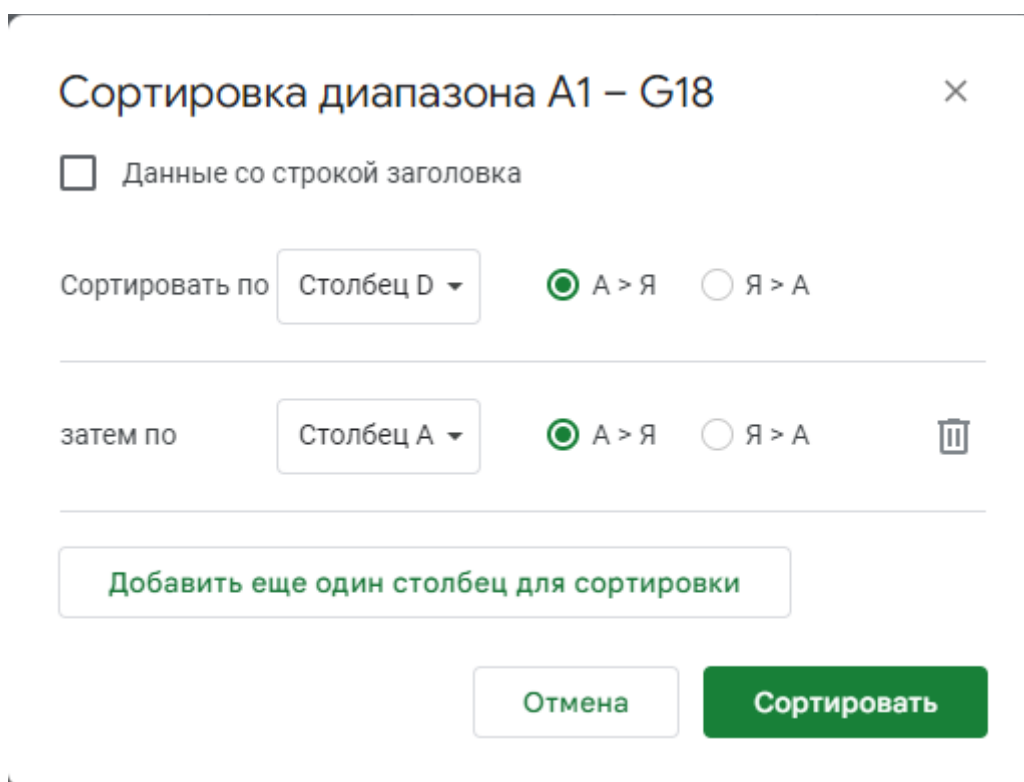 Сортировка диапазона A1 – G18
Данные со строкой заголовка
Сортировать по Столбец D А > Я Я > А
затем по Столбец A А > Я Я > А
Добавить еще один столбец для сортировки
Отмена Сортировать